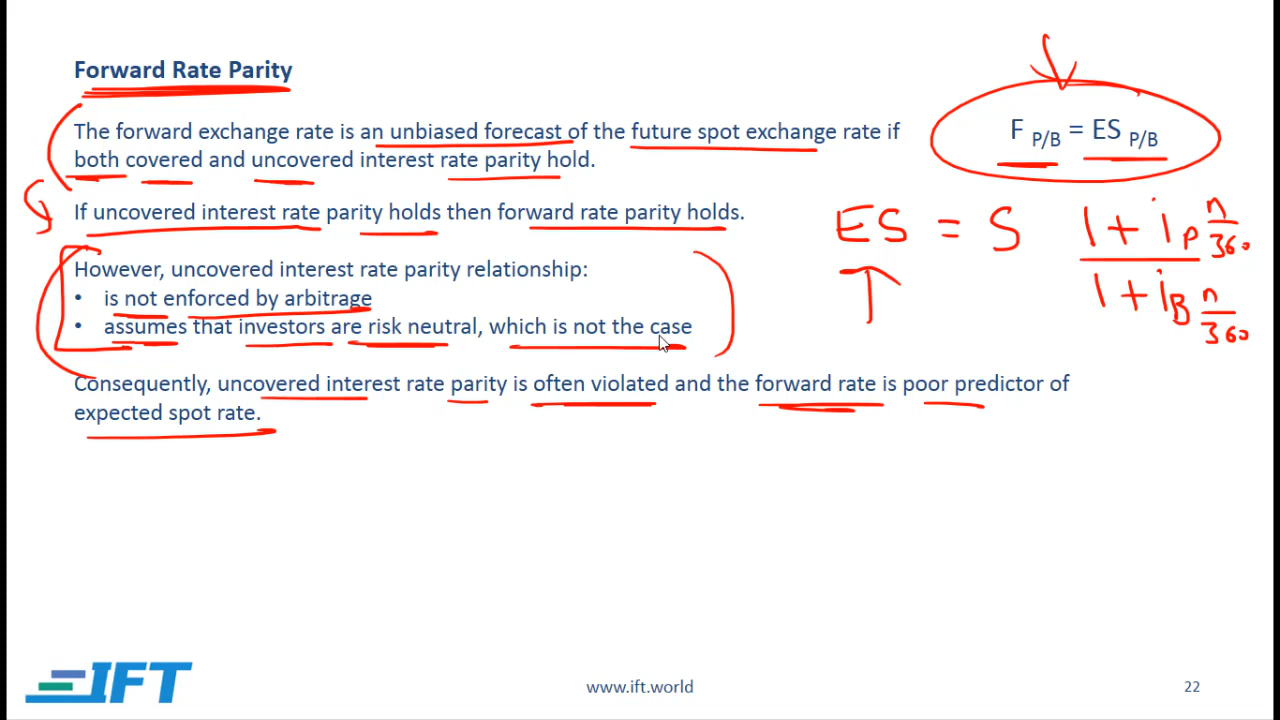 Forward Rate Parity
The forward exchange rate is an unbiased forecast of the future spot exchange rate if
both covered and uncovered interest rate parity hold.
F P/B = ES P/B
If uncovered interest rate parity holds then forward rate parity holds.
ES = S 1 + iP n/360
1 + iB n/360
However, uncovered interest rate parity relationship:
• is not enforced by arbitrage
• assumes that investors are risk neutral, which is not the case
Consequently, uncovered interest rate parity is often violated and the forward rate is poor predictor of
expected spot rate.
IFT
www.ift.world
22